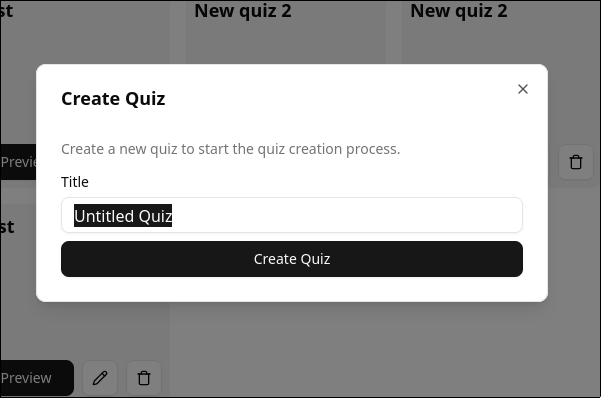 st
New quiz 2
New quiz 2
Create Quiz
Create a new quiz to start the quiz creation process.
Title
Untitled Quiz
Create Quiz
Previe
st
Preview